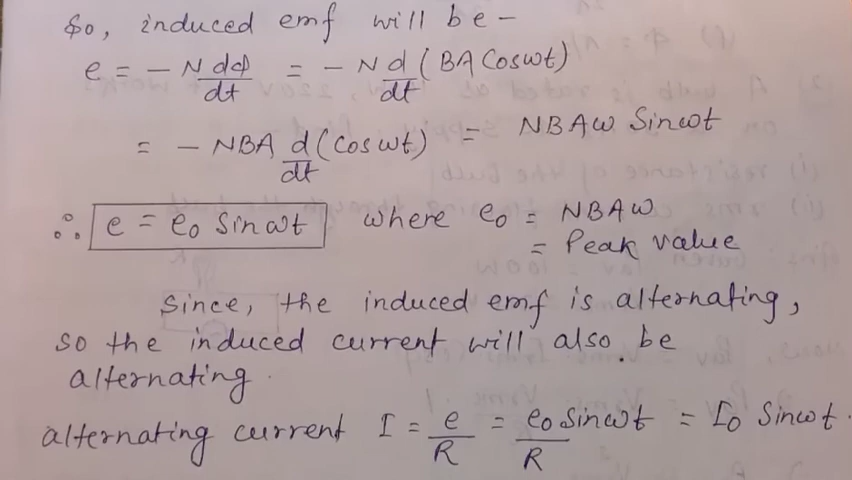 So, induced emf will be -
e = - N dΦ/dt = - N d/dt (BA Cosωt)
= - NBA d/dt (cosωt) = NBAω Sinωt
∴ e = e₀ Sinωt where e₀ = NBAω
= Peak value
Since, the induced emf is alternating,
so the induced current will also be
alternating.
alternating current I = e/R = e₀Sinωt/R = I₀ Sinωt.